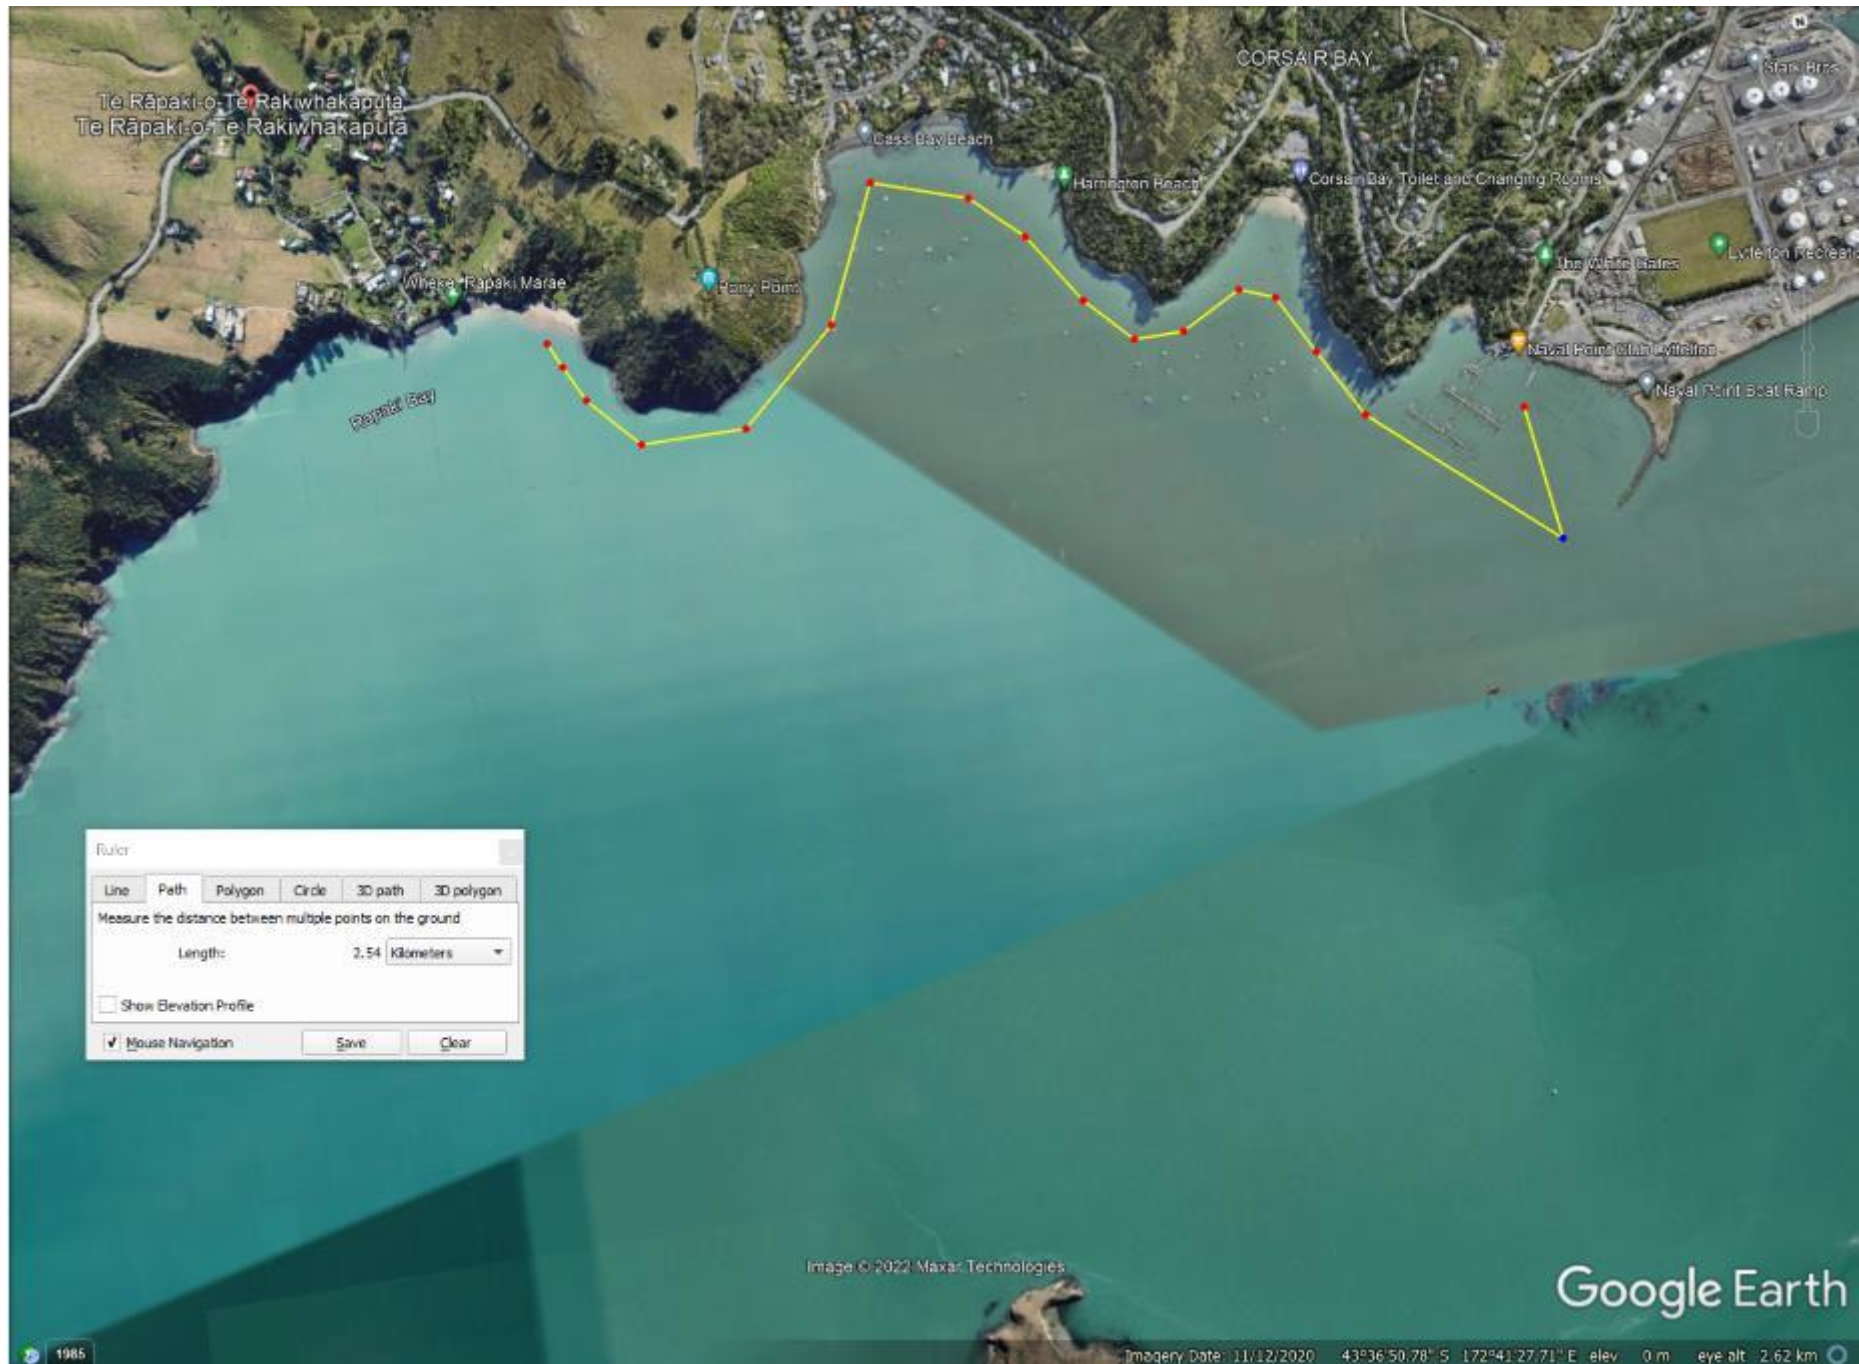 N
CORSAIR BAY
Stark Bros
Te Rāpaki-o-Te Rakiwhakaputa
Te Rāpaki-o-Te Rakiwhakaputa
Cass Bay Beach
Harrington Beach
Corsair Bay Toilet and Changing Rooms
Wheke, Rapaki Marae
Pony Point
The White Gates
Lyttelton Recreat
Naval Point Club Lyttelton
Naval Point Boat Ramp
Rapaki Bay
Ruler
Line Path Polygon Circle 3D path 3D polygon
Measure the distance between multiple points on the ground
Length: 2.54 Kilometers
Show Elevation Profile
Mouse Navigation Save Clear
Image © 2022 Maxar Technologies
Google Earth
1985
Imagery Date: 11/12/2020 43°36'50.78" S 172°41'27.71" E elev 0 m eye alt 2.62 km